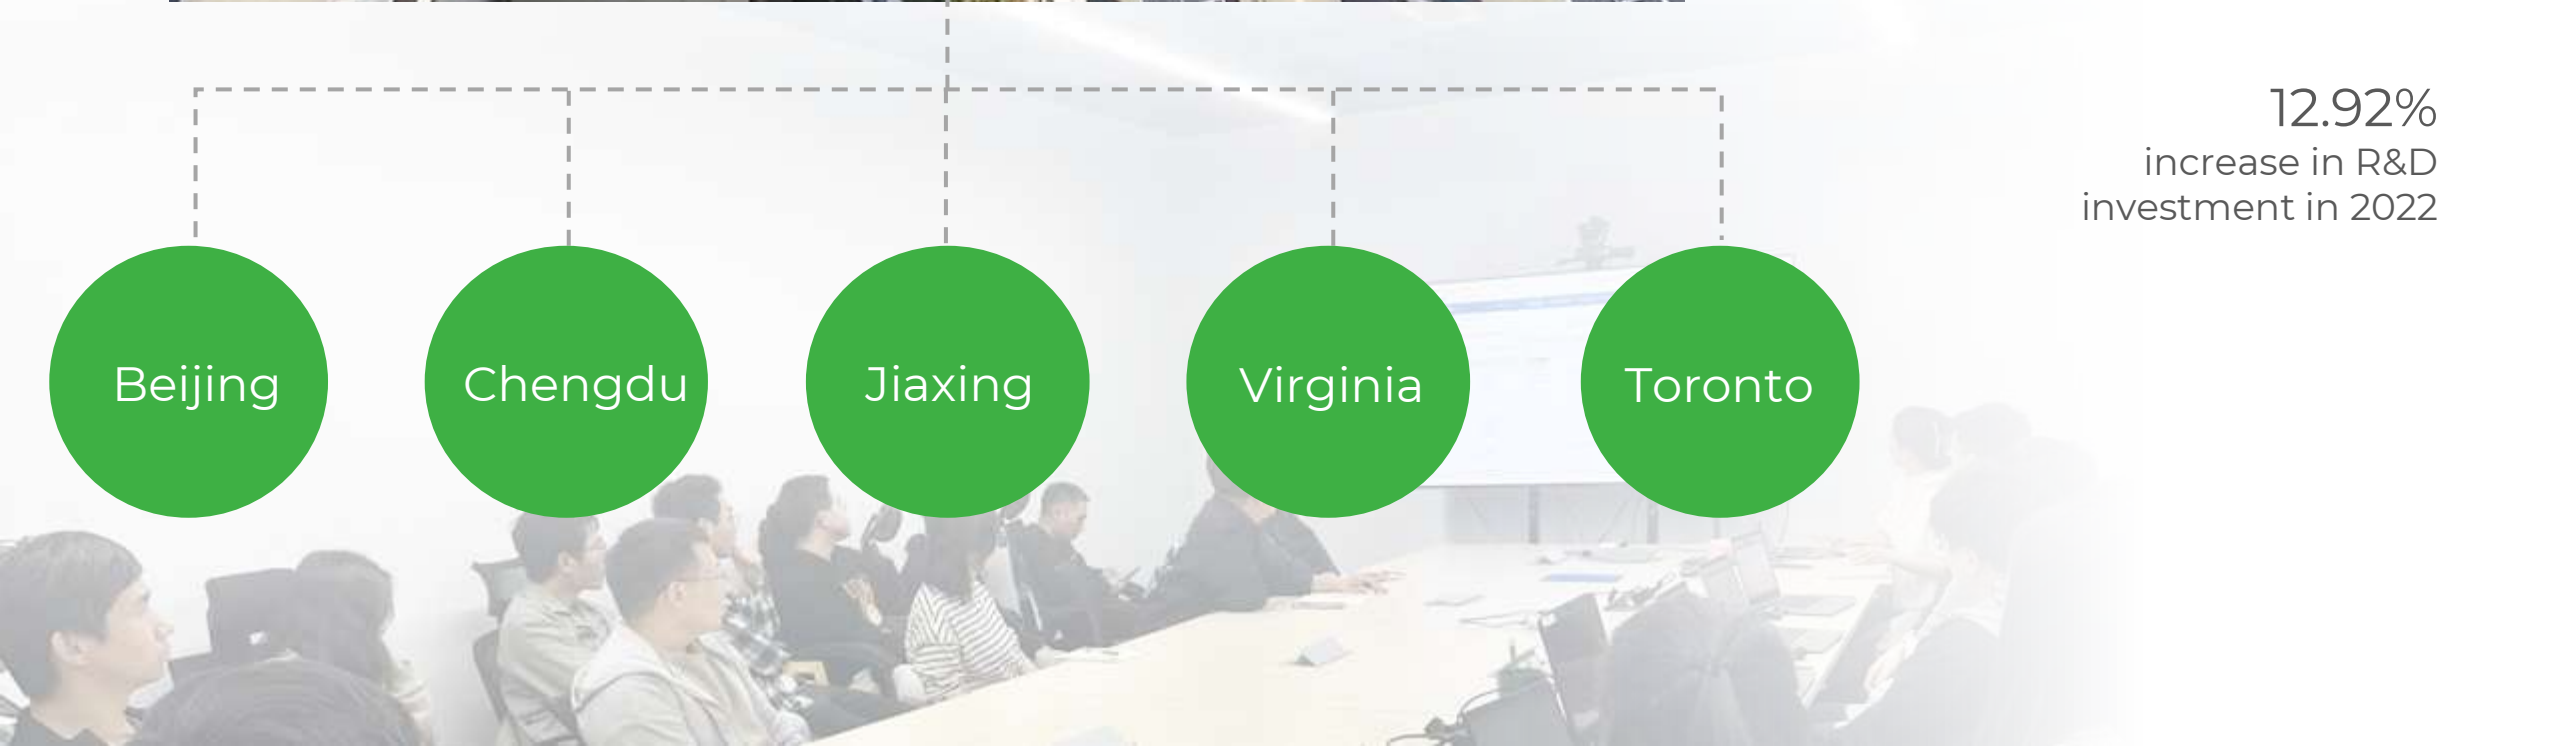 12.92%
increase in R&D
investment in 2022
Beijing
Chengdu
Jiaxing
Virginia
Toronto